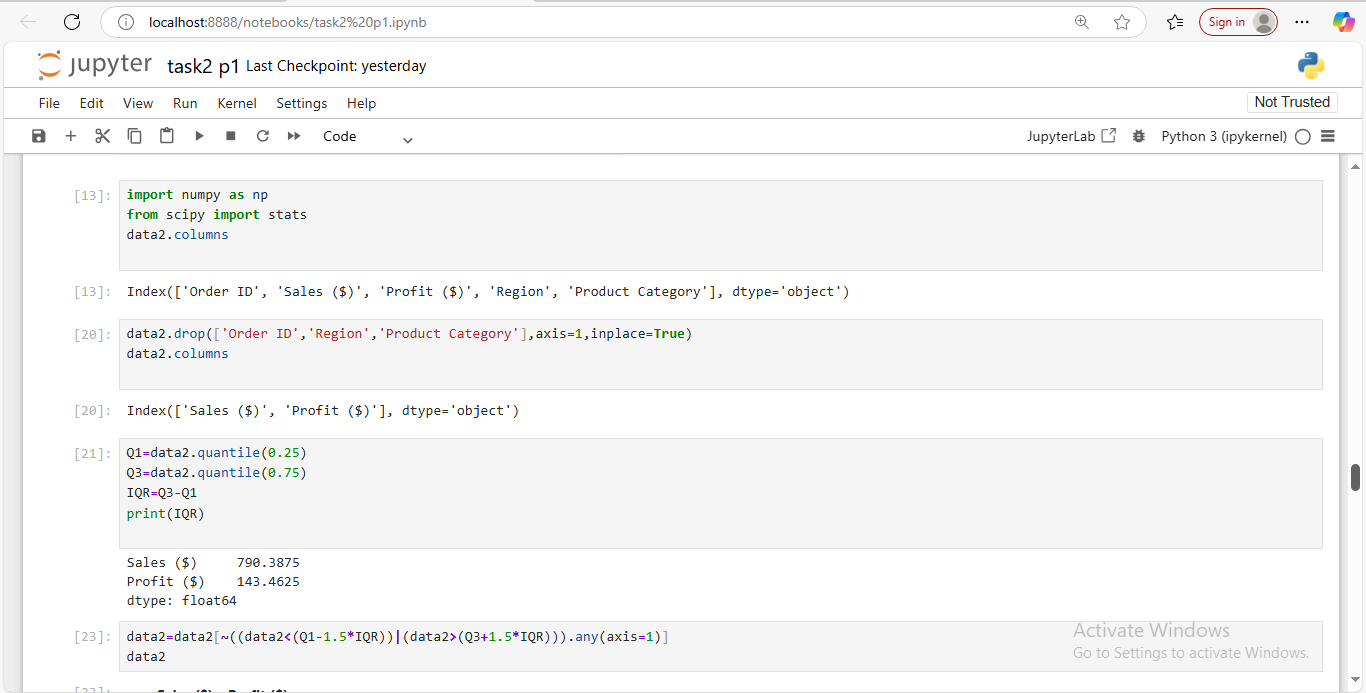 localhost:8888/notebooks/task2%20p1.ipynb
Sign in
jupyter task2 p1 Last Checkpoint: yesterday
File Edit View Run Kernel Settings Help
Not Trusted
Code
JupyterLab
Python 3 (ipykernel)
[13]: import numpy as np
from scipy import stats
data2.columns
[13]: Index(['Order ID', 'Sales ($)', 'Profit ($)', 'Region', 'Product Category'], dtype='object')
[20]: data2.drop(['Order ID','Region','Product Category'],axis=1,inplace=True)
data2.columns
[20]: Index(['Sales ($)', 'Profit ($)'], dtype='object')
[21]: Q1=data2.quantile(0.25)
Q3=data2.quantile(0.75)
IQR=Q3-Q1
print(IQR)
Sales ($) 790.3875
Profit ($) 143.4625
dtype: float64
[23]: data2=data2[~((data2<(Q1-1.5*IQR))|(data2>(Q3+1.5*IQR))).any(axis=1)]
data2
Activate Windows
Go to Settings to activate Windows.
[23]: Sales ($) Profit ($)